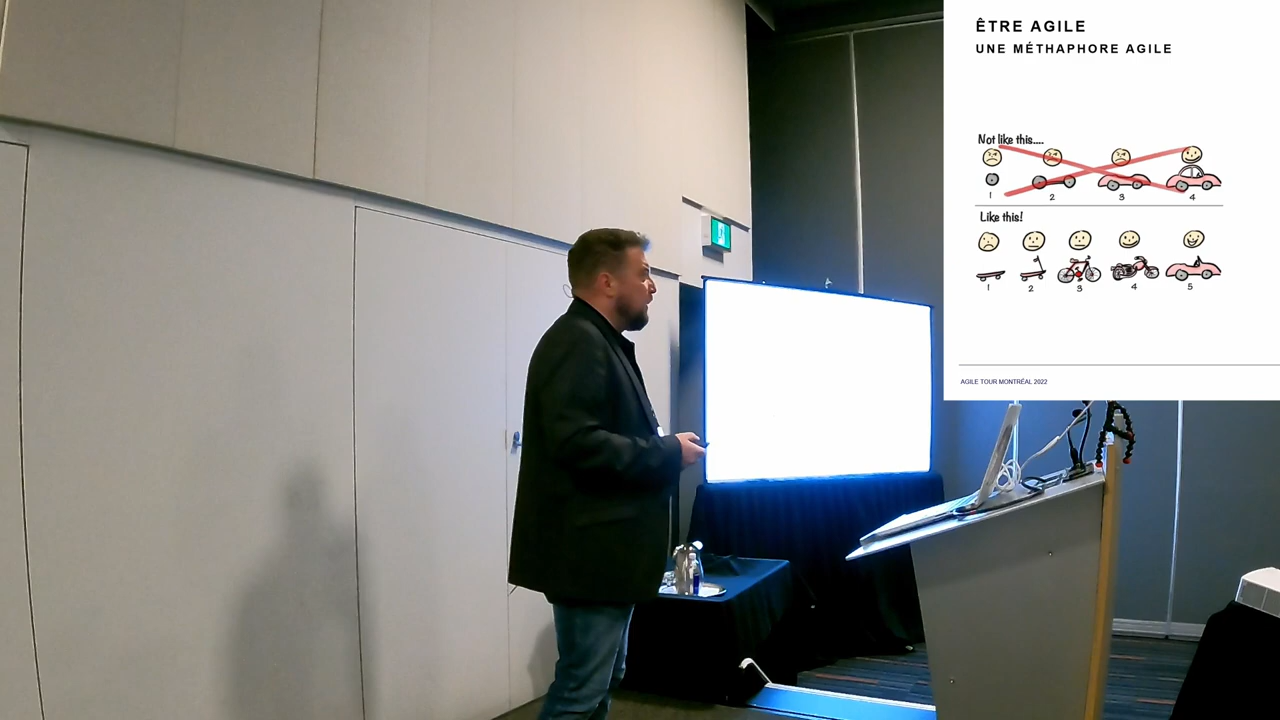 ÊTRE AGILE
UNE MÉTHAPHORE AGILE
Not like this....
1 2 3 4
Like this!
1 2 3 4 5
AGILE TOUR MONTRÉAL 2022